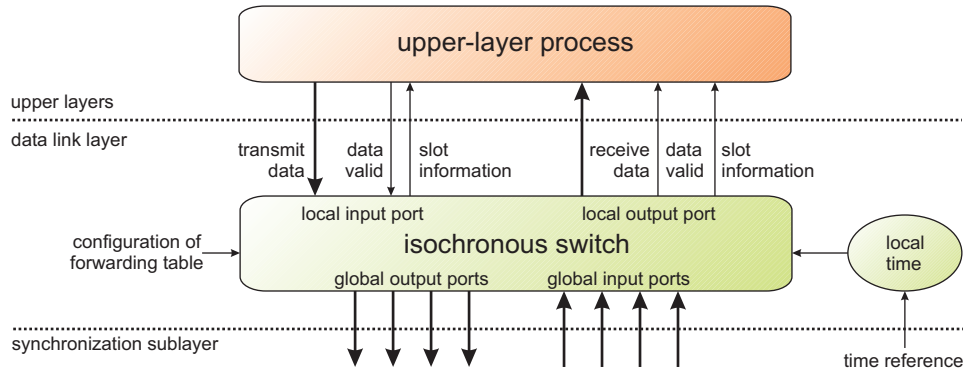 upper-layer process
upper layers
data link layer
transmit
data
data
valid
slot
information
receive
data
data
valid
slot
information
local input port
local output port
configuration of
forwarding table
isochronous switch
local
time
global output ports
global input ports
synchronization sublayer
time reference